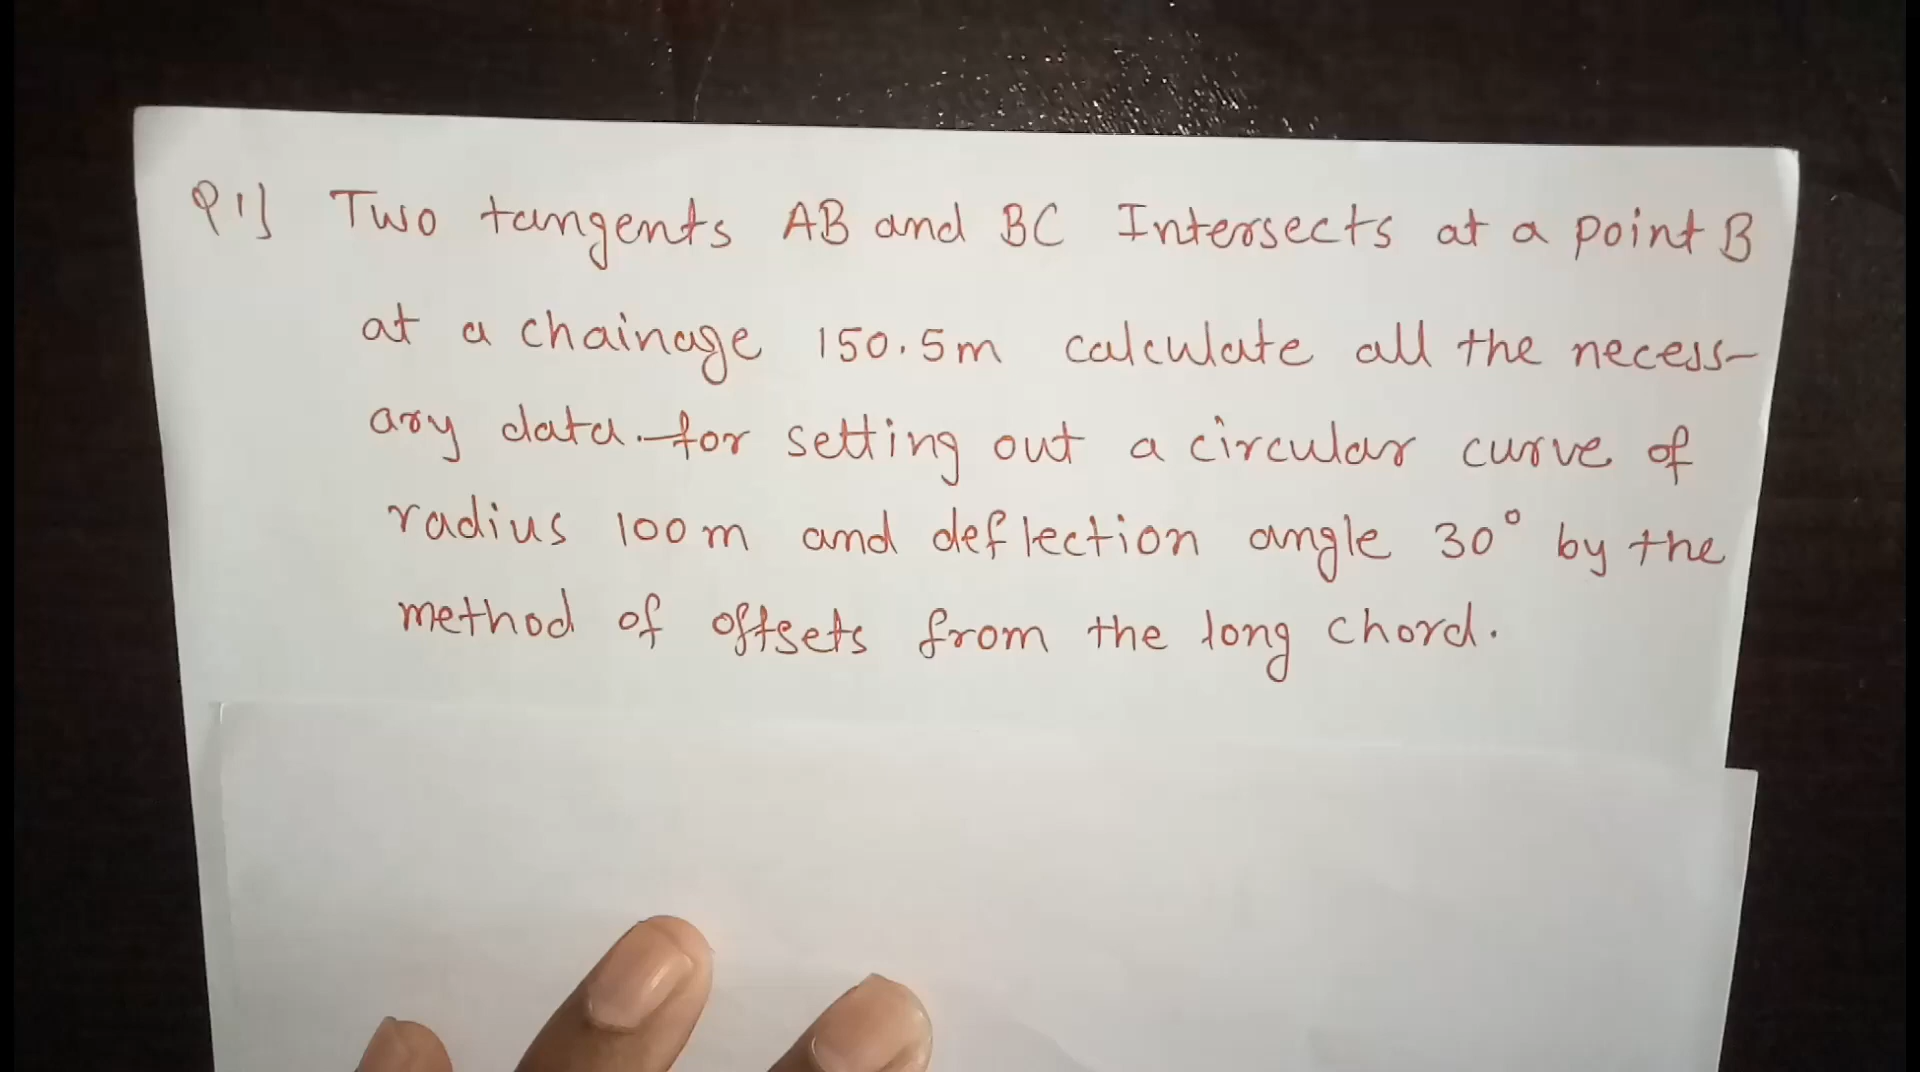 Q1] Two tangents AB and BC Intersects at a point B
at a chainage 150.5m calculate all the necess-
ary data for setting out a circular curve of
radius 100m and deflection angle 30° by the
method of offsets from the long chord.